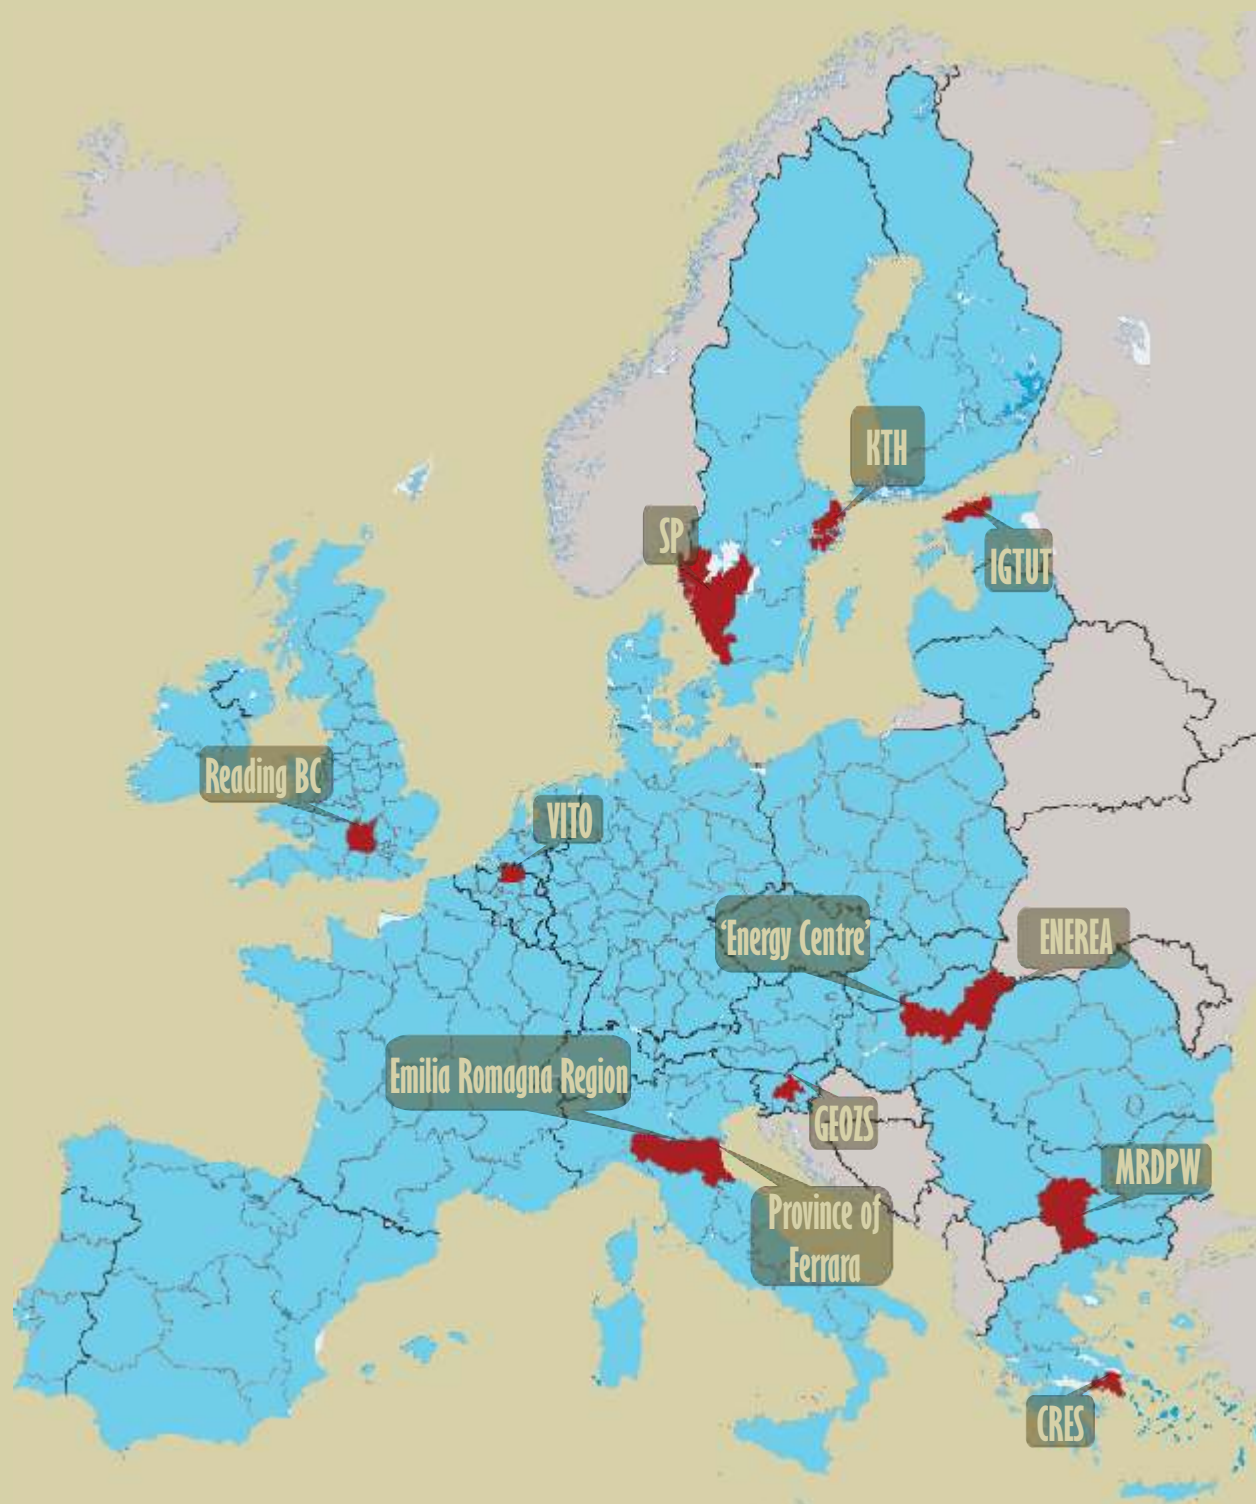 KTH
SP
IGTUT
Reading BC
VITO
'Energy Centre'
ENEREA
Emilia Romagna Region
GEOZS
MRDPW
Province of
Ferrara
CRES